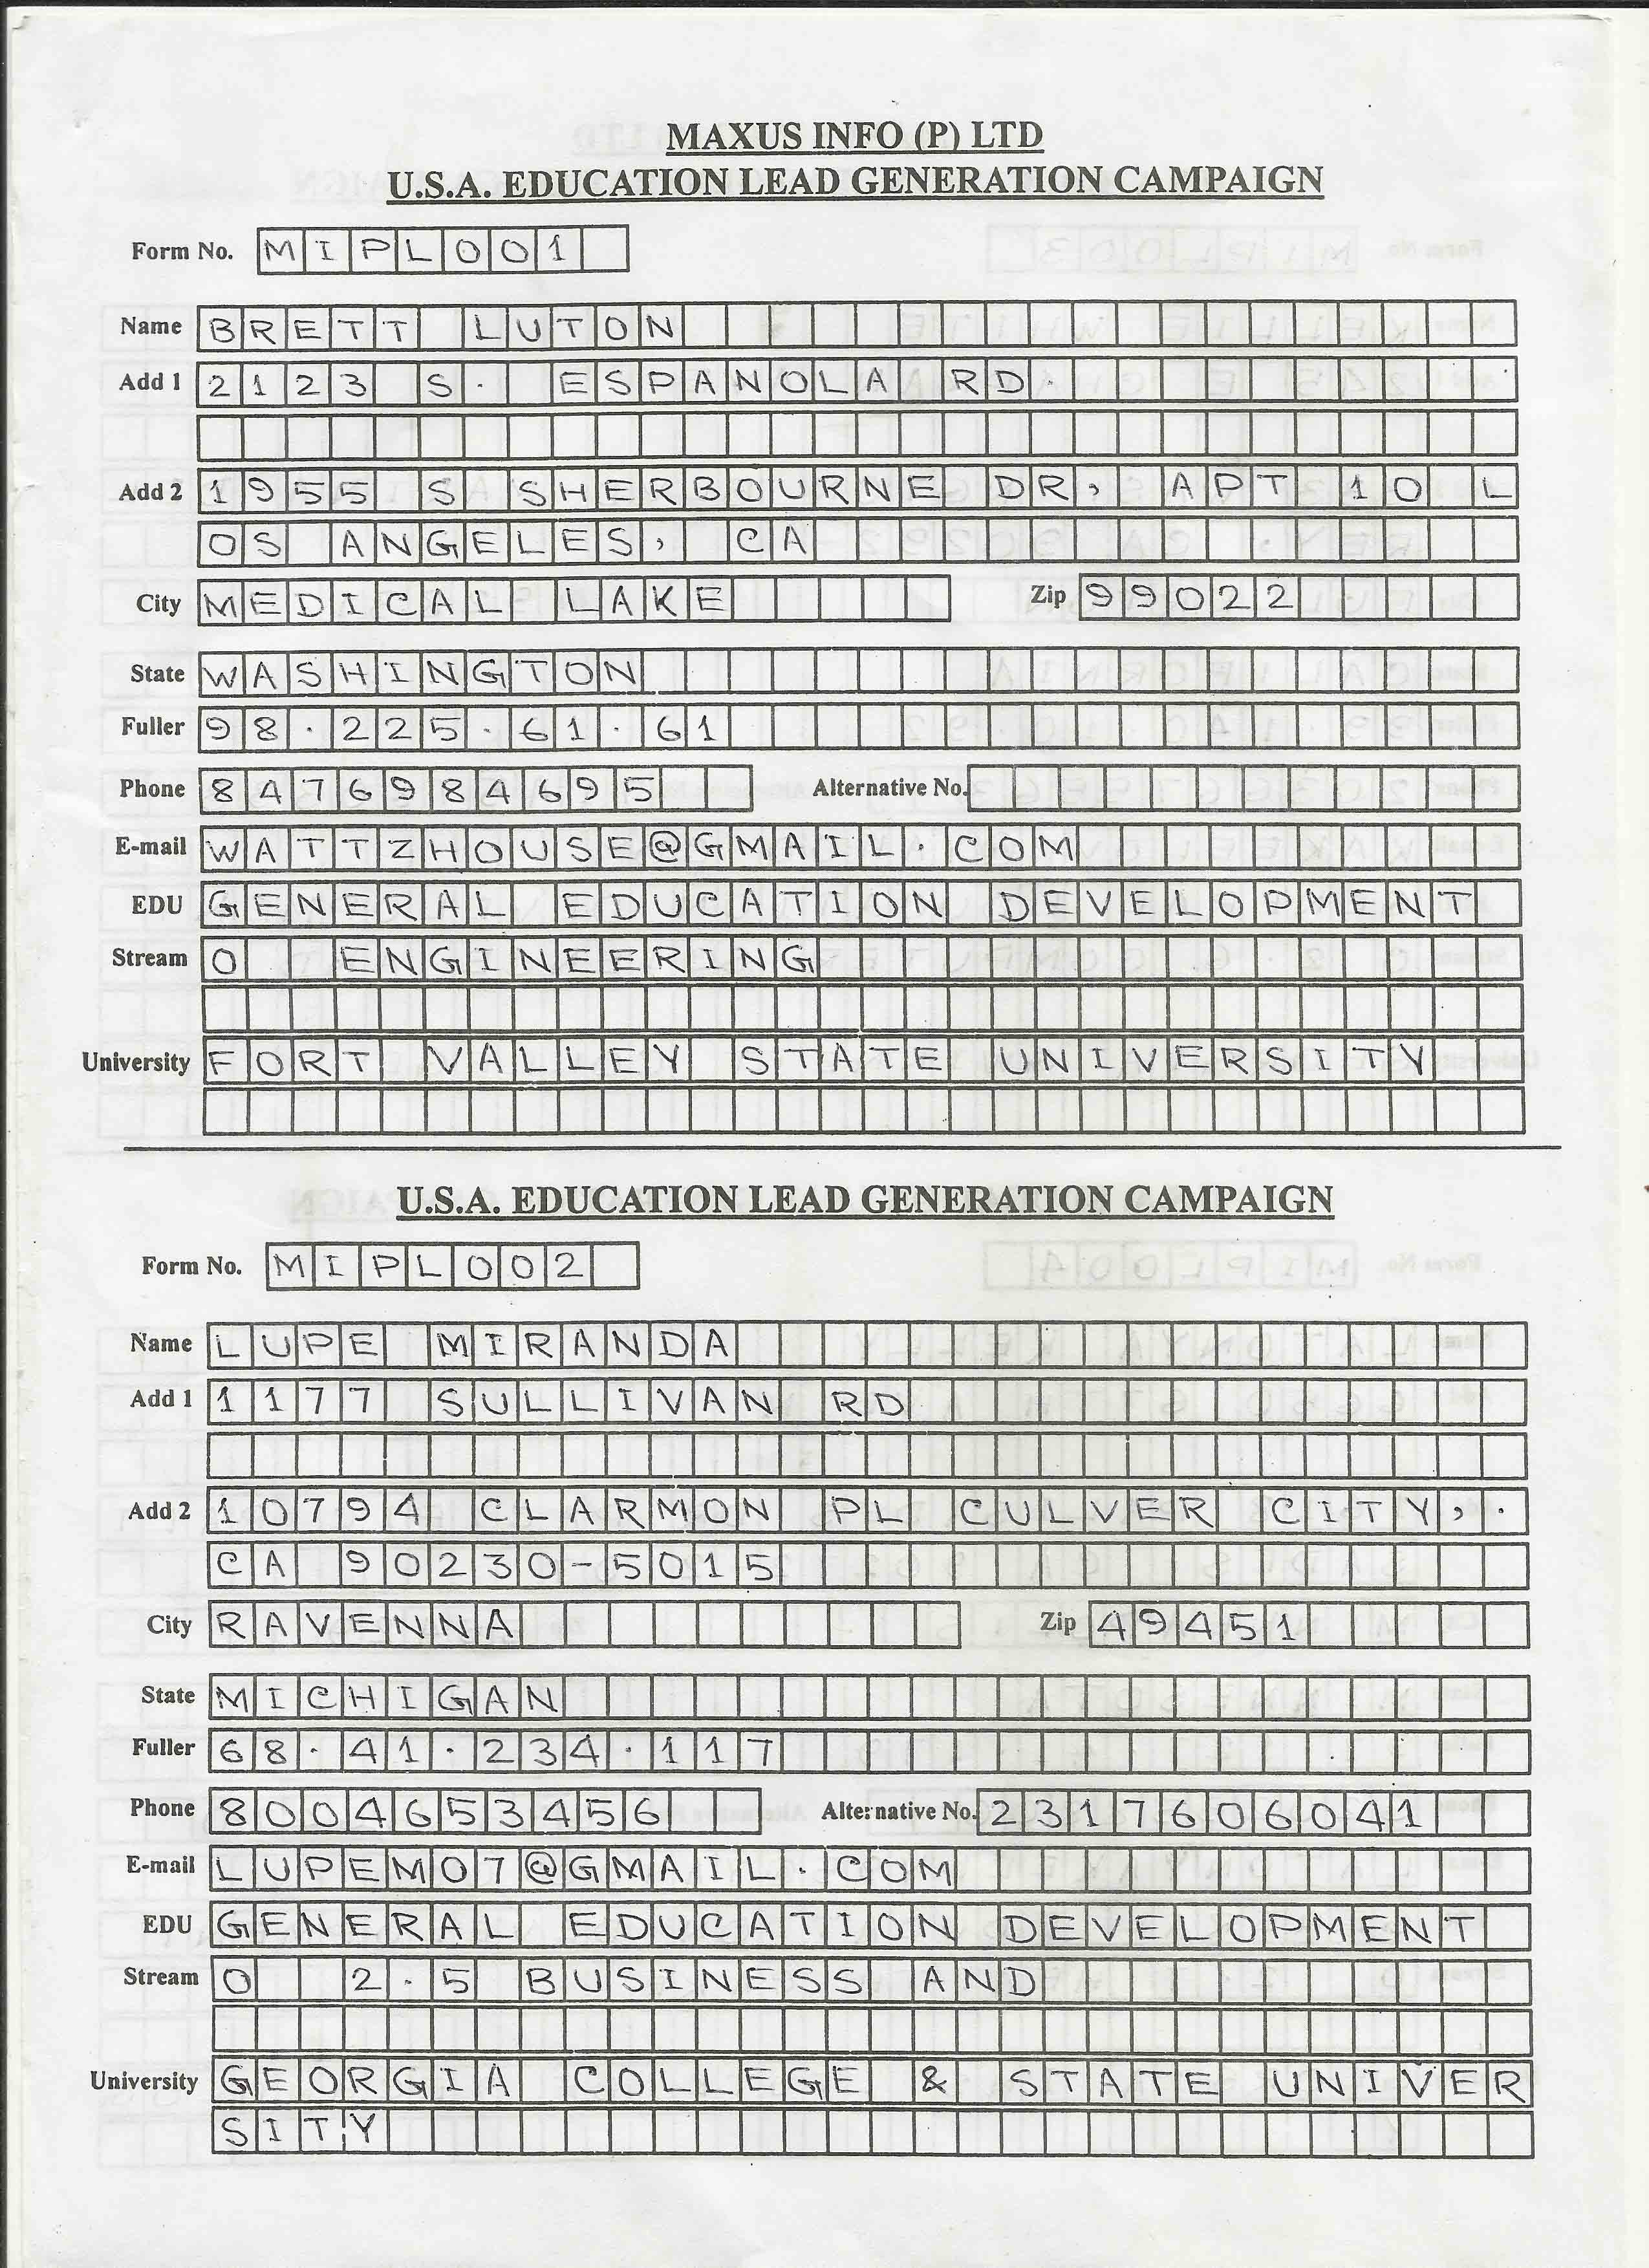 MAXUS INFO (P) LTD
U.S.A. EDUCATION LEAD GENERATION CAMPAIGN
Form No. MIPL001
Name BRETT LUTON
Add 1 2123 S. ESPANOLA RD.
Add 2 1955 S SHERBOURNE DR, APT 10 L
OS ANGELES, CA
City MEDICAL LAKE Zip 99022
State WASHINGTON
Fuller 98.225.61.61
Phone 8476984695 Alternative No.
E-mail WATTZHOUSE@GMAIL.COM
EDU GENERAL EDUCATION DEVELOPMENT
Stream 0 ENGINEERING
University FORT VALLEY STATE UNIVERSITY
U.S.A. EDUCATION LEAD GENERATION CAMPAIGN
Form No. MIPL002
Name LUPE MIRANDA
Add 1 1177 SULLIVAN RD
Add 2 10794 CLARMON PL CULVER CITY, .
CA 90230-5015
City RAVENNA Zip 49451
State MICHIGAN
Fuller 68.41.234.117
Phone 8004653456 Alternative No. 2317606041
E-mail LUPEM07@GMAIL.COM
EDU GENERAL EDUCATION DEVELOPMENT
Stream 0 2.5 BUSINESS AND
University GEORGIA COLLEGE & STATE UNIVER
SITY